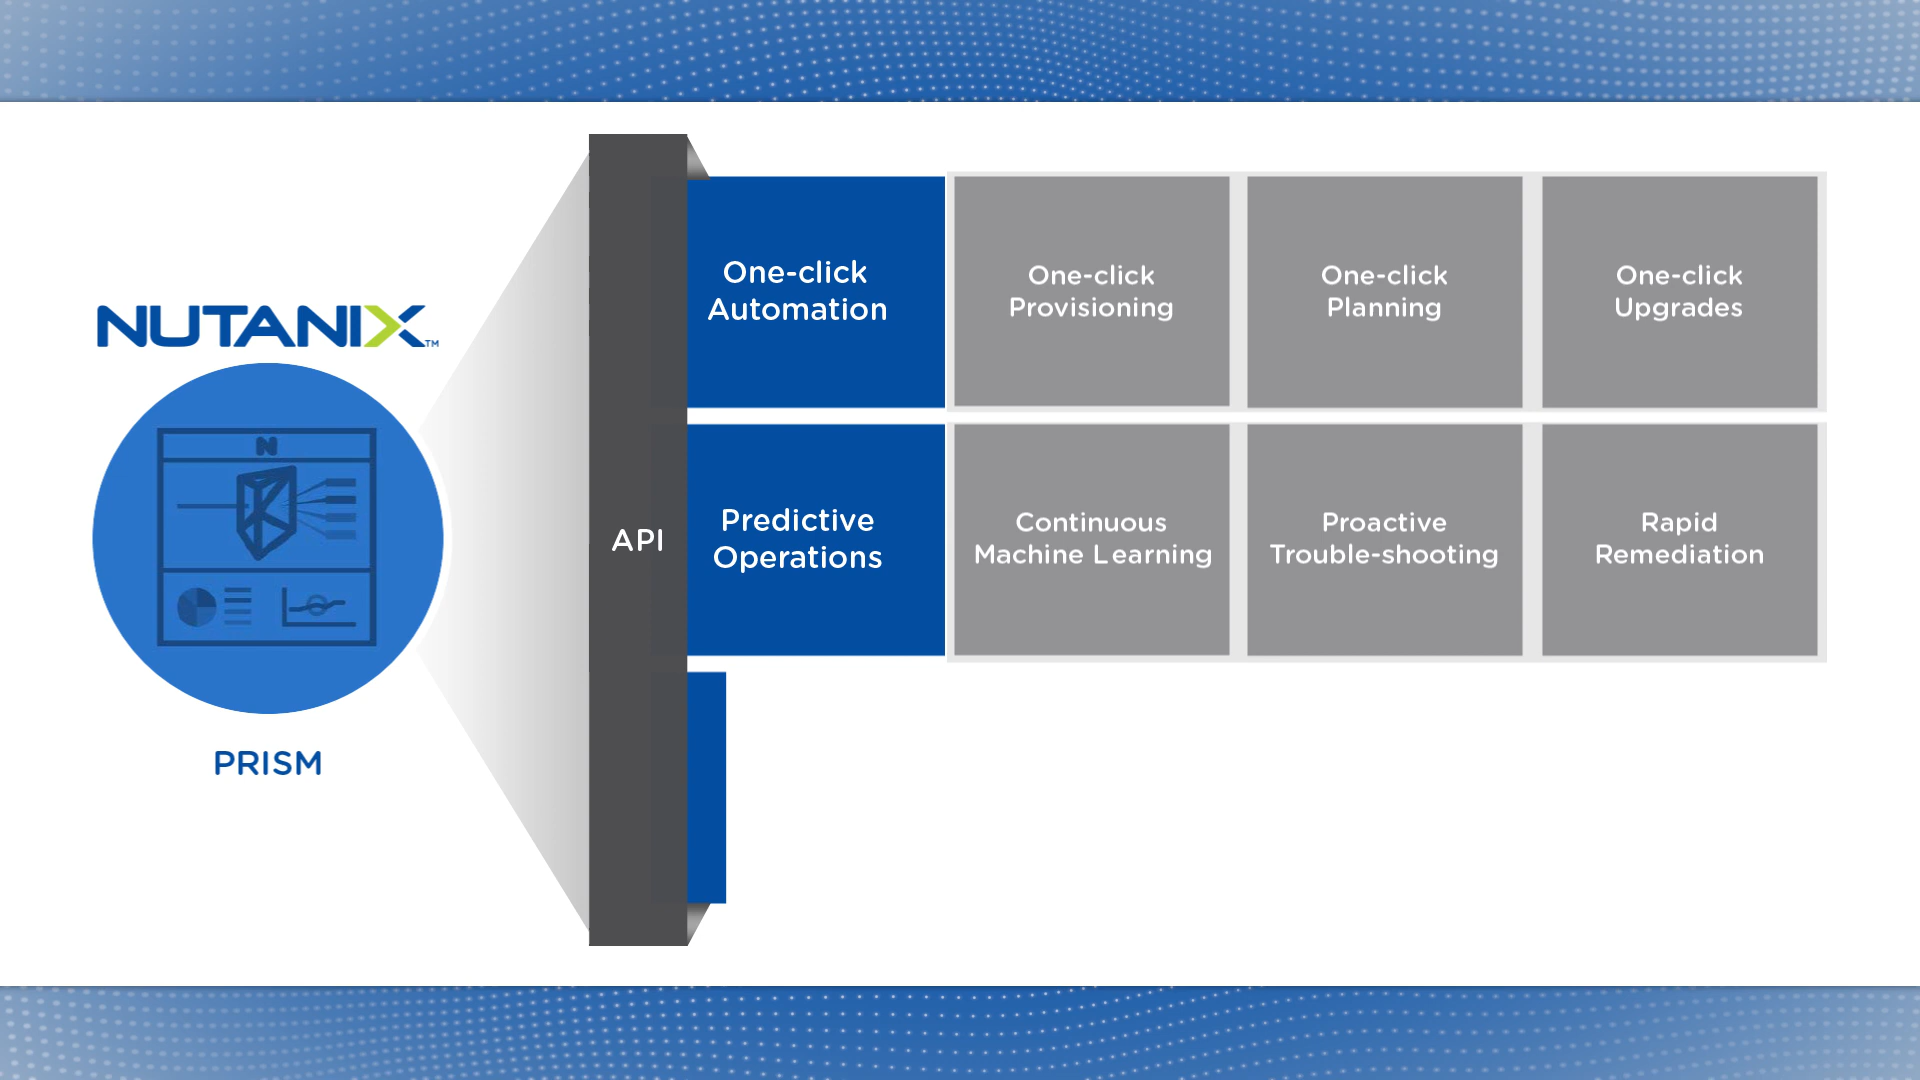 NUTANIX™
N
PRISM
API
One-click
Automation
One-click
Provisioning
One-click
Planning
One-click
Upgrades
Predictive
Operations
Continuous
Machine Learning
Proactive
Trouble-shooting
Rapid
Remediation